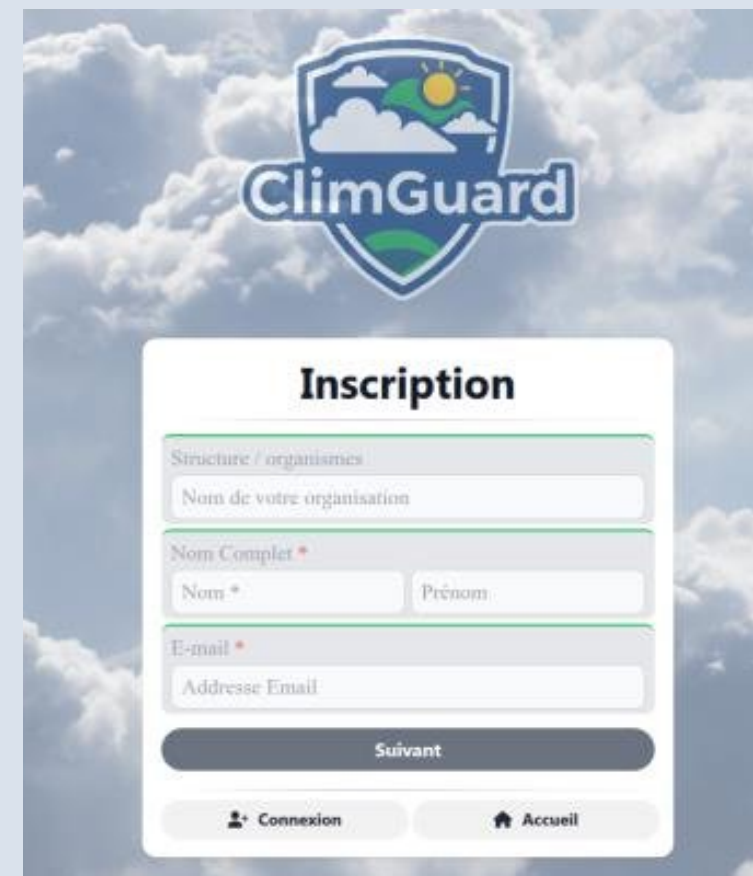 ClimGuard
Inscription
Structure / organismes
Nom de votre organisation
Nom Complet *
Nom * Prénom
E-mail *
Addresse Email
Suivant
Connexion Accueil